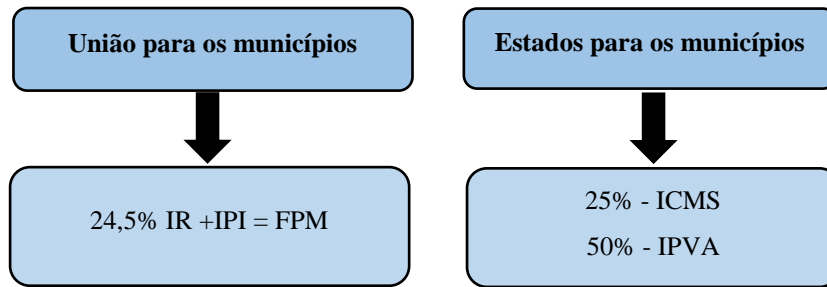 União para os municípios
24,5% IR +IPI = FPM
Estados para os municípios
25% - ICMS
50% - IPVA